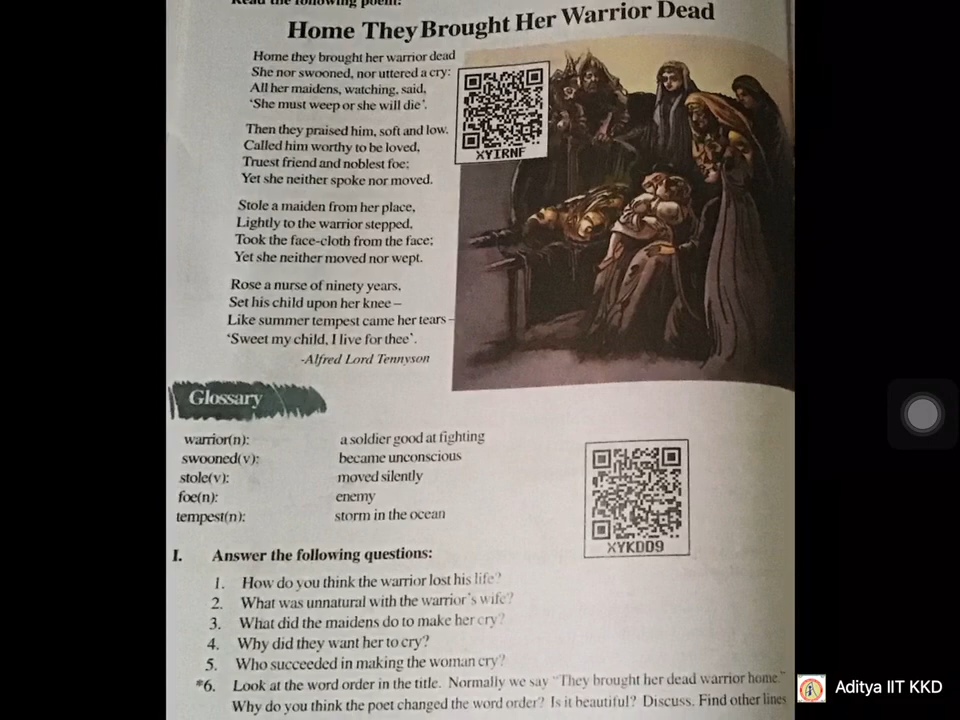 Read the following poem:
Home They Brought Her Warrior Dead
Home they brought her warrior dead
She nor swooned, nor uttered a cry:
All her maidens, watching, said,
‘She must weep or she will die’.
Then they praised him, soft and low.
Called him worthy to be loved,
Truest friend and noblest foe;
Yet she neither spoke nor moved.
Stole a maiden from her place,
Lightly to the warrior stepped,
Took the face-cloth from the face;
Yet she neither moved nor wept.
Rose a nurse of ninety years,
Set his child upon her knee –
Like summer tempest came her tears –
‘Sweet my child, I live for thee’.
-Alfred Lord Tennyson
XYIRNF
Glossary
warrior(n): a soldier good at fighting
swooned(v): became unconscious
stole(v): moved silently
foe(n): enemy
tempest(n): storm in the ocean
XYKDD9
I. Answer the following questions:
1. How do you think the warrior lost his life?
2. What was unnatural with the warrior's wife?
3. What did the maidens do to make her cry?
4. Why did they want her to cry?
5. Who succeeded in making the woman cry?
*6. Look at the word order in the title. Normally we say “They brought her dead warrior home.”
Why do you think the poet changed the word order? Is it beautiful? Discuss. Find other lines
Aditya IIT KKD